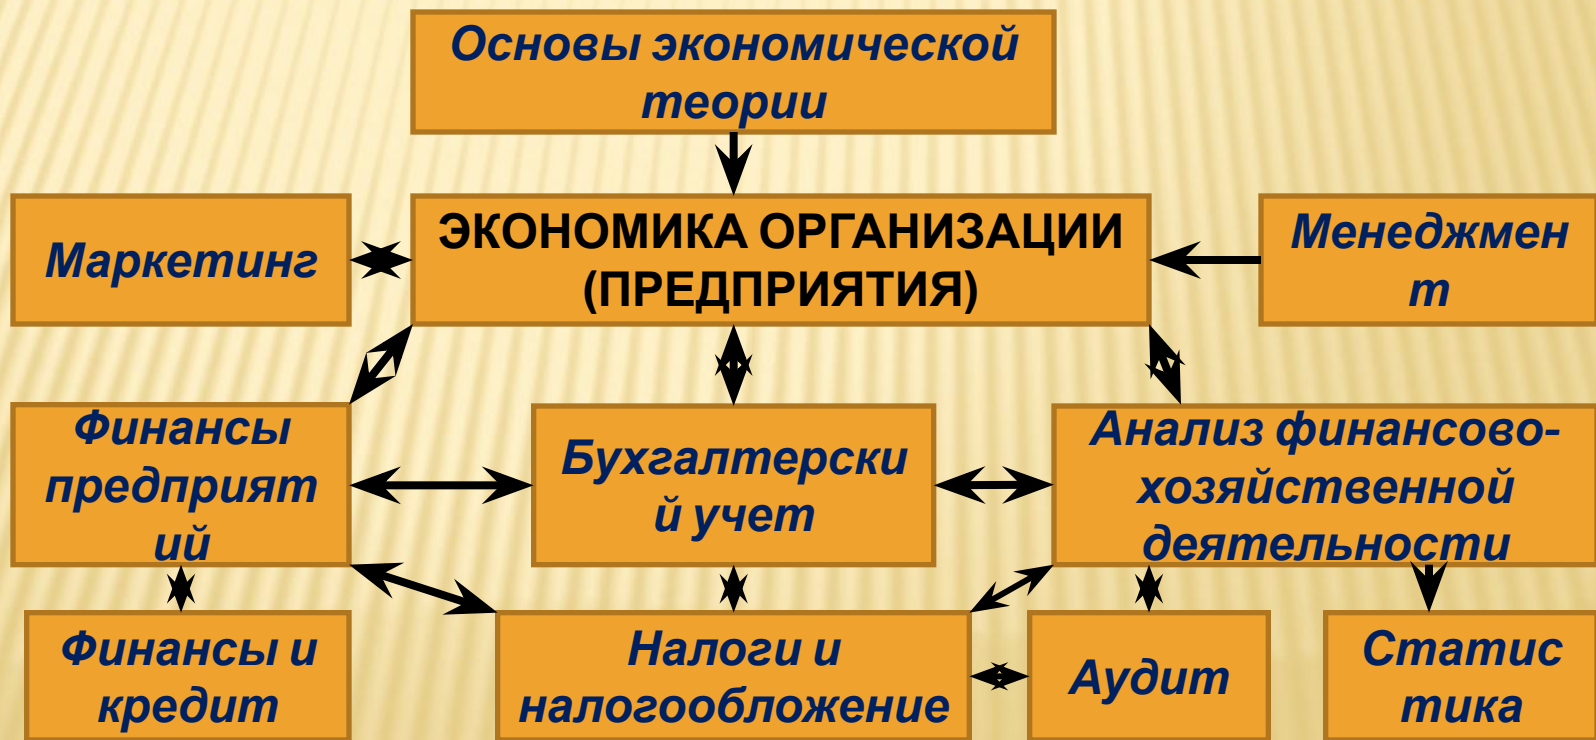 Основы экономической
теории
Маркетинг
ЭКОНОМИКА ОРГАНИЗАЦИИ
(ПРЕДПРИЯТИЯ)
Менеджмен
т
Финансы
предприят
ий
Бухгалтерски
й учет
Анализ финансово-
хозяйственной
деятельности
Финансы и
кредит
Налоги и
налогообложение
Аудит
Статис
тика